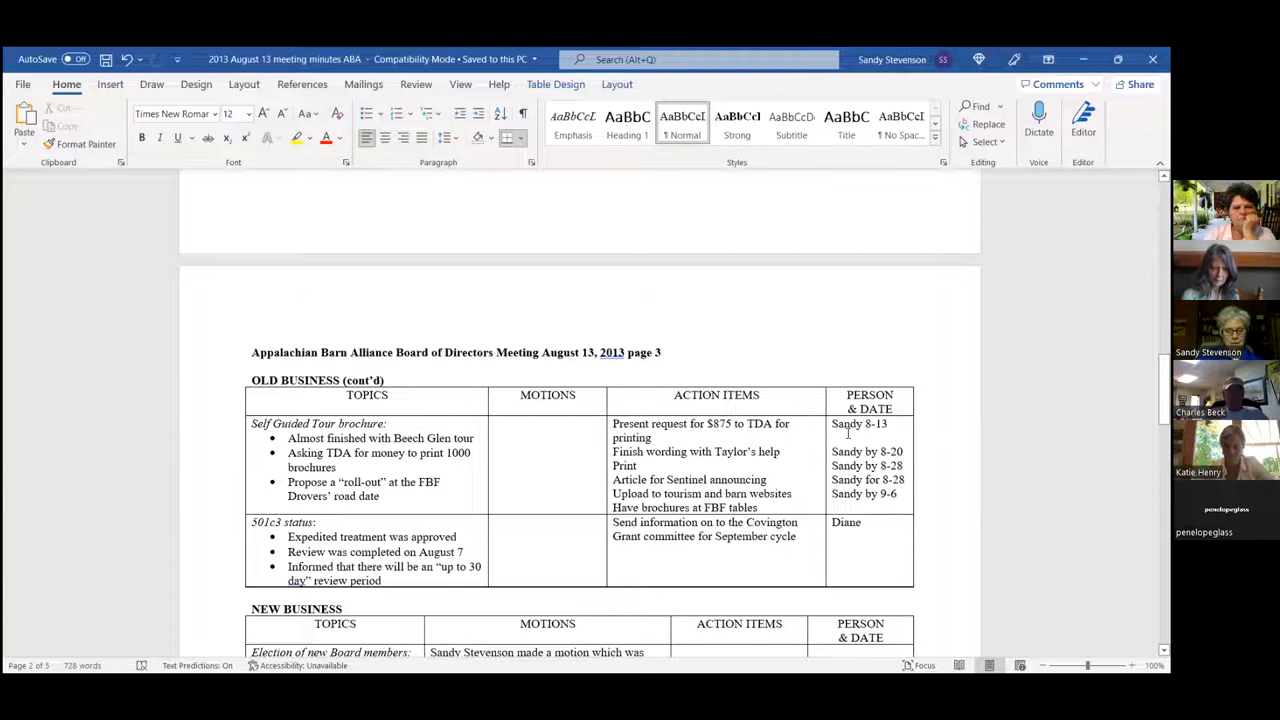 AutoSave Off 2013 August 13 meeting minutes ABA - Compatibility Mode • Saved to this PC Search (Alt+Q) Sandy Stevenson SS
File Home Insert Draw Design Layout References Mailings Review View Help Table Design Layout Comments Share
Paste
Cut
Copy
Format Painter
Clipboard
Times New Roman 12
Font
Paragraph
AaBbCcL AaBbC AaBbCcI AaBbCcI AaBbCcDd AaBbC AaBbCcI
Emphasis Heading 1 ¶ Normal Strong Subtitle Title ¶ No Spac...
Styles
Find
Replace
Select
Editing
Dictate
Voice
Editor
Editor
Appalachian Barn Alliance Board of Directors Meeting August 13, 2013 page 3
OLD BUSINESS (cont’d)
TOPICS MOTIONS ACTION ITEMS PERSON
& DATE
Self Guided Tour brochure:
• Almost finished with Beech Glen tour
• Asking TDA for money to print 1000
brochures
• Propose a “roll-out” at the FBF
Drovers’ road date
Present request for $875 to TDA for
printing
Finish wording with Taylor’s help
Print
Article for Sentinel announcing
Upload to tourism and barn websites
Have brochures at FBF tables
Sandy 8-13
Sandy by 8-20
Sandy by 8-28
Sandy for 8-28
Sandy by 9-6
501c3 status:
• Expedited treatment was approved
• Review was completed on August 7
• Informed that there will be an “up to 30
day” review period
Send information on to the Covington
Grant committee for September cycle
Diane
NEW BUSINESS
TOPICS MOTIONS ACTION ITEMS PERSON
& DATE
Election of new Board members: Sandy Stevenson made a motion which was
Page 2 of 5 728 words Text Predictions: On Accessibility: Unavailable Focus 100%
Sandy Stevenson
Charles Beck
Katie Henry
penelopeglass
penelopeglass